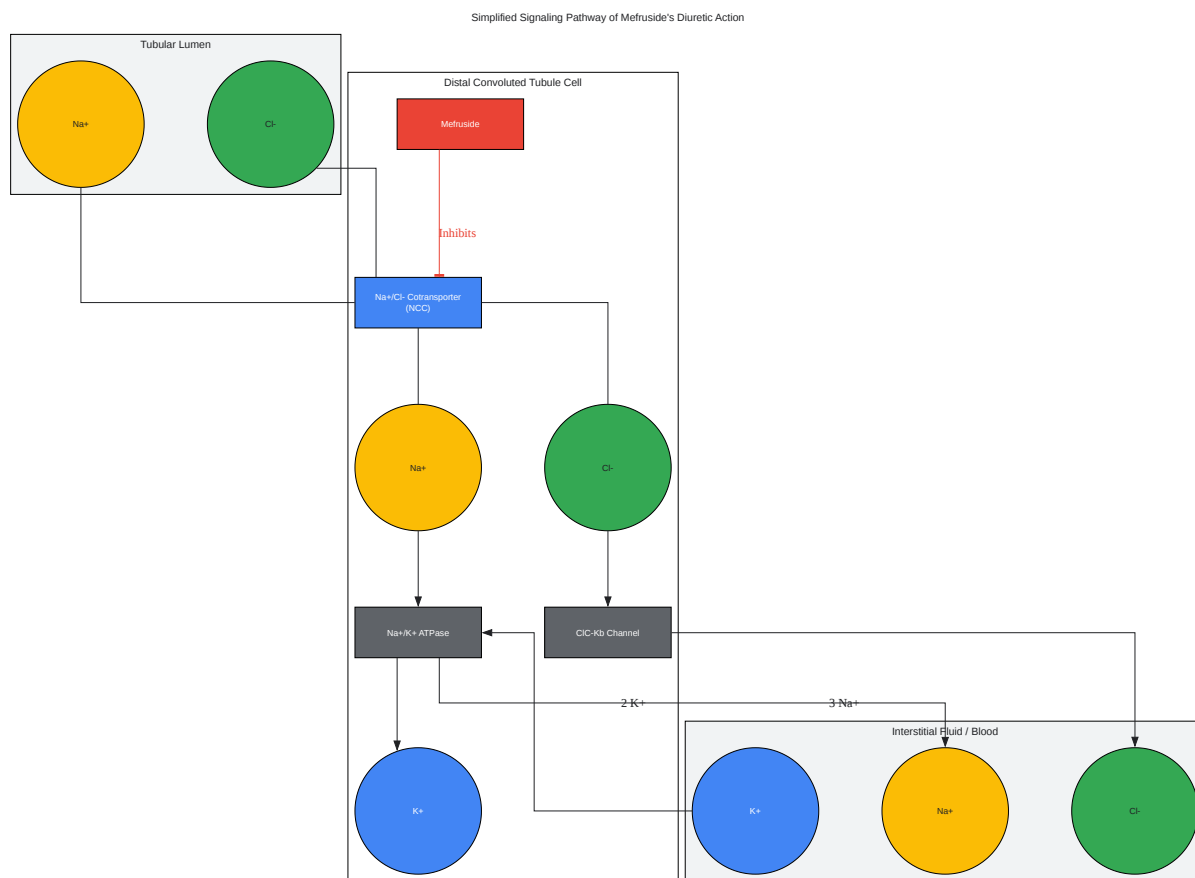 Simplified Signaling Pathway of Mefruside's Diuretic Action
Tubular Lumen
Na+
Cl-
Distal Convoluted Tubule Cell
Mefruside
Inhibits
Na+/Cl- Cotransporter
(NCC)
Na+
Cl-
Na+/K+ ATPase
ClC-Kb Channel
2 K+
3 Na+
Interstitial Fluid / Blood
K+
K+
Na+
Cl-